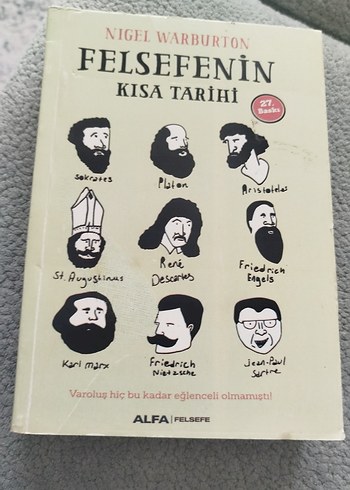 NIGEL WARBURTON
FELSEFENİN
KISA TARİHİ
27.
Baskı
Sokrates
Platon
Aristoteles
St. Augustinus
René
Descartes
Friedrich
Engels
Karl Marx
Friedrich
Nietzsche
Jean-Paul
Sartre
Varoluş hiç bu kadar eğlenceli olmamıştı!
ALFA | FELSEFE